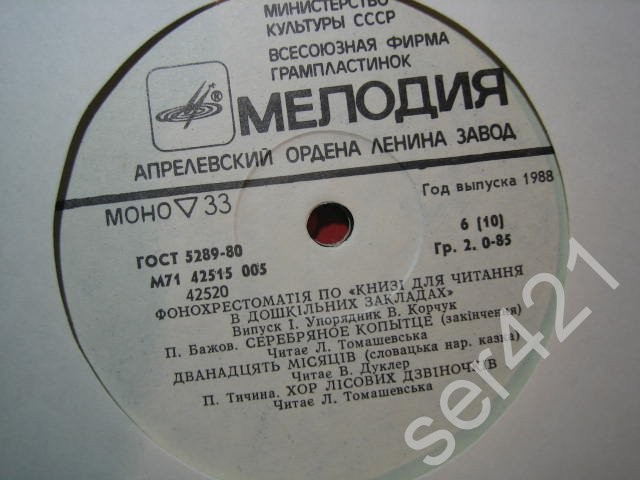 МИНИСТЕРСТВО
КУЛЬТУРЫ СССР
ВСЕСОЮЗНАЯ ФИРМА
ГРАМПЛАСТИНОК
МЕЛОДИЯ
АПРЕЛЕВСКИЙ ОРДЕНА ЛЕНИНА ЗАВОД
МОНО ▽ 33
Год выпуска 1988
ГОСТ 5289-80
6 (10)
М71 42515 005
Гр. 2. 0-85
42520
ФОНОХРЕСТОМАТІЯ ПО «КНИЗІ ДЛЯ ЧИТАННЯ
В ДОШКІЛЬНИХ ЗАКЛАДАХ»
Випуск I. Упорядник В. Корчук
П. Бажов. СЕРЕБРЯНОЕ КОПЫТЦЕ (закінчення)
Читає Л. Томашевська
ДВАНАДЦЯТЬ МІСЯЦІВ (словацька нар. казка)
Читає В. Дуклер
П. Тичина. ХОР ЛІСОВИХ ДЗВІНОЧКІВ
Читає Л. Томашевська
ser421